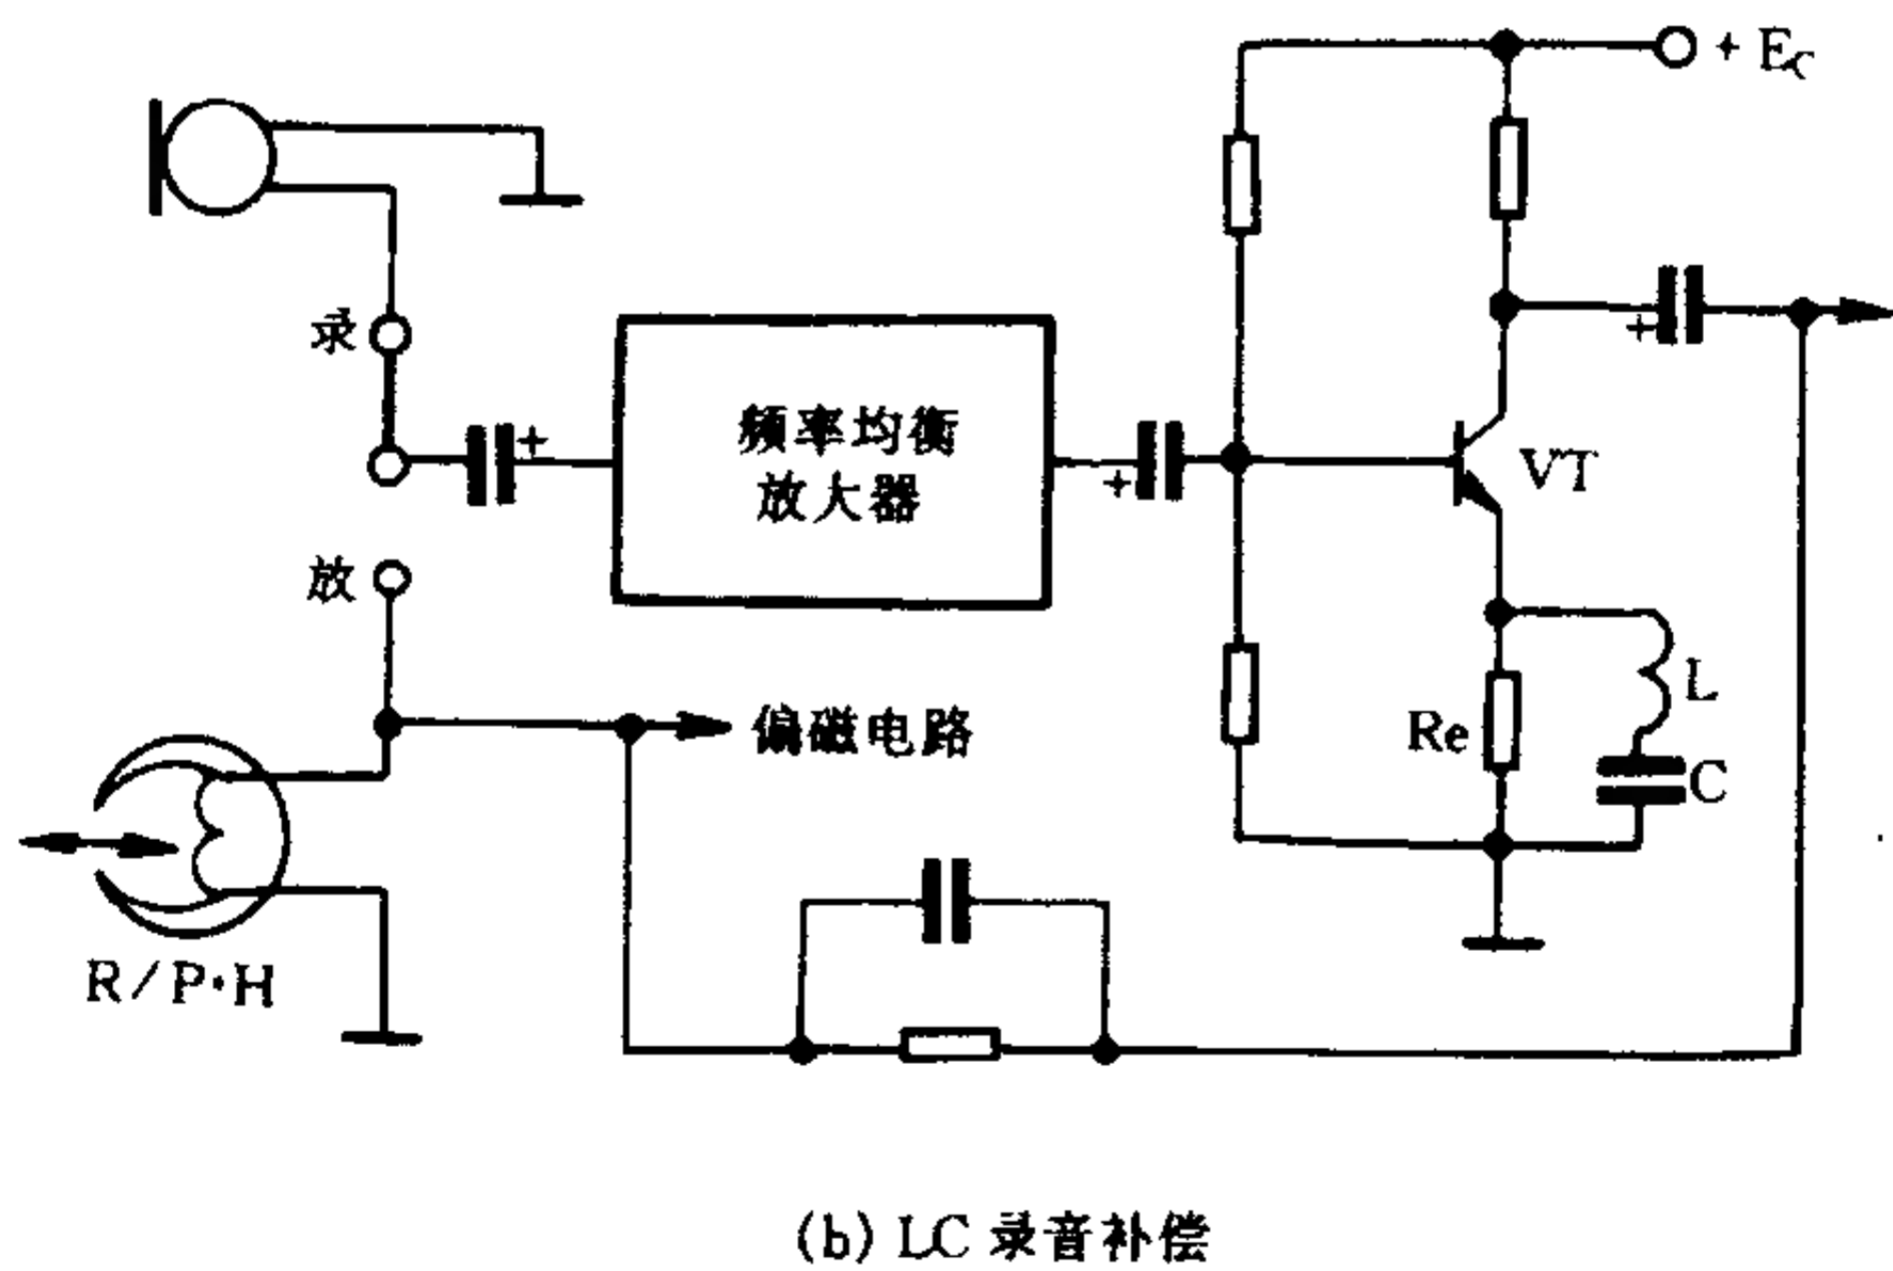 + EC
录
+
+
频率均衡
放大器
+
VT
放
L
Re
偏磁电路
C
R/P·H
(b) LC 录音补偿